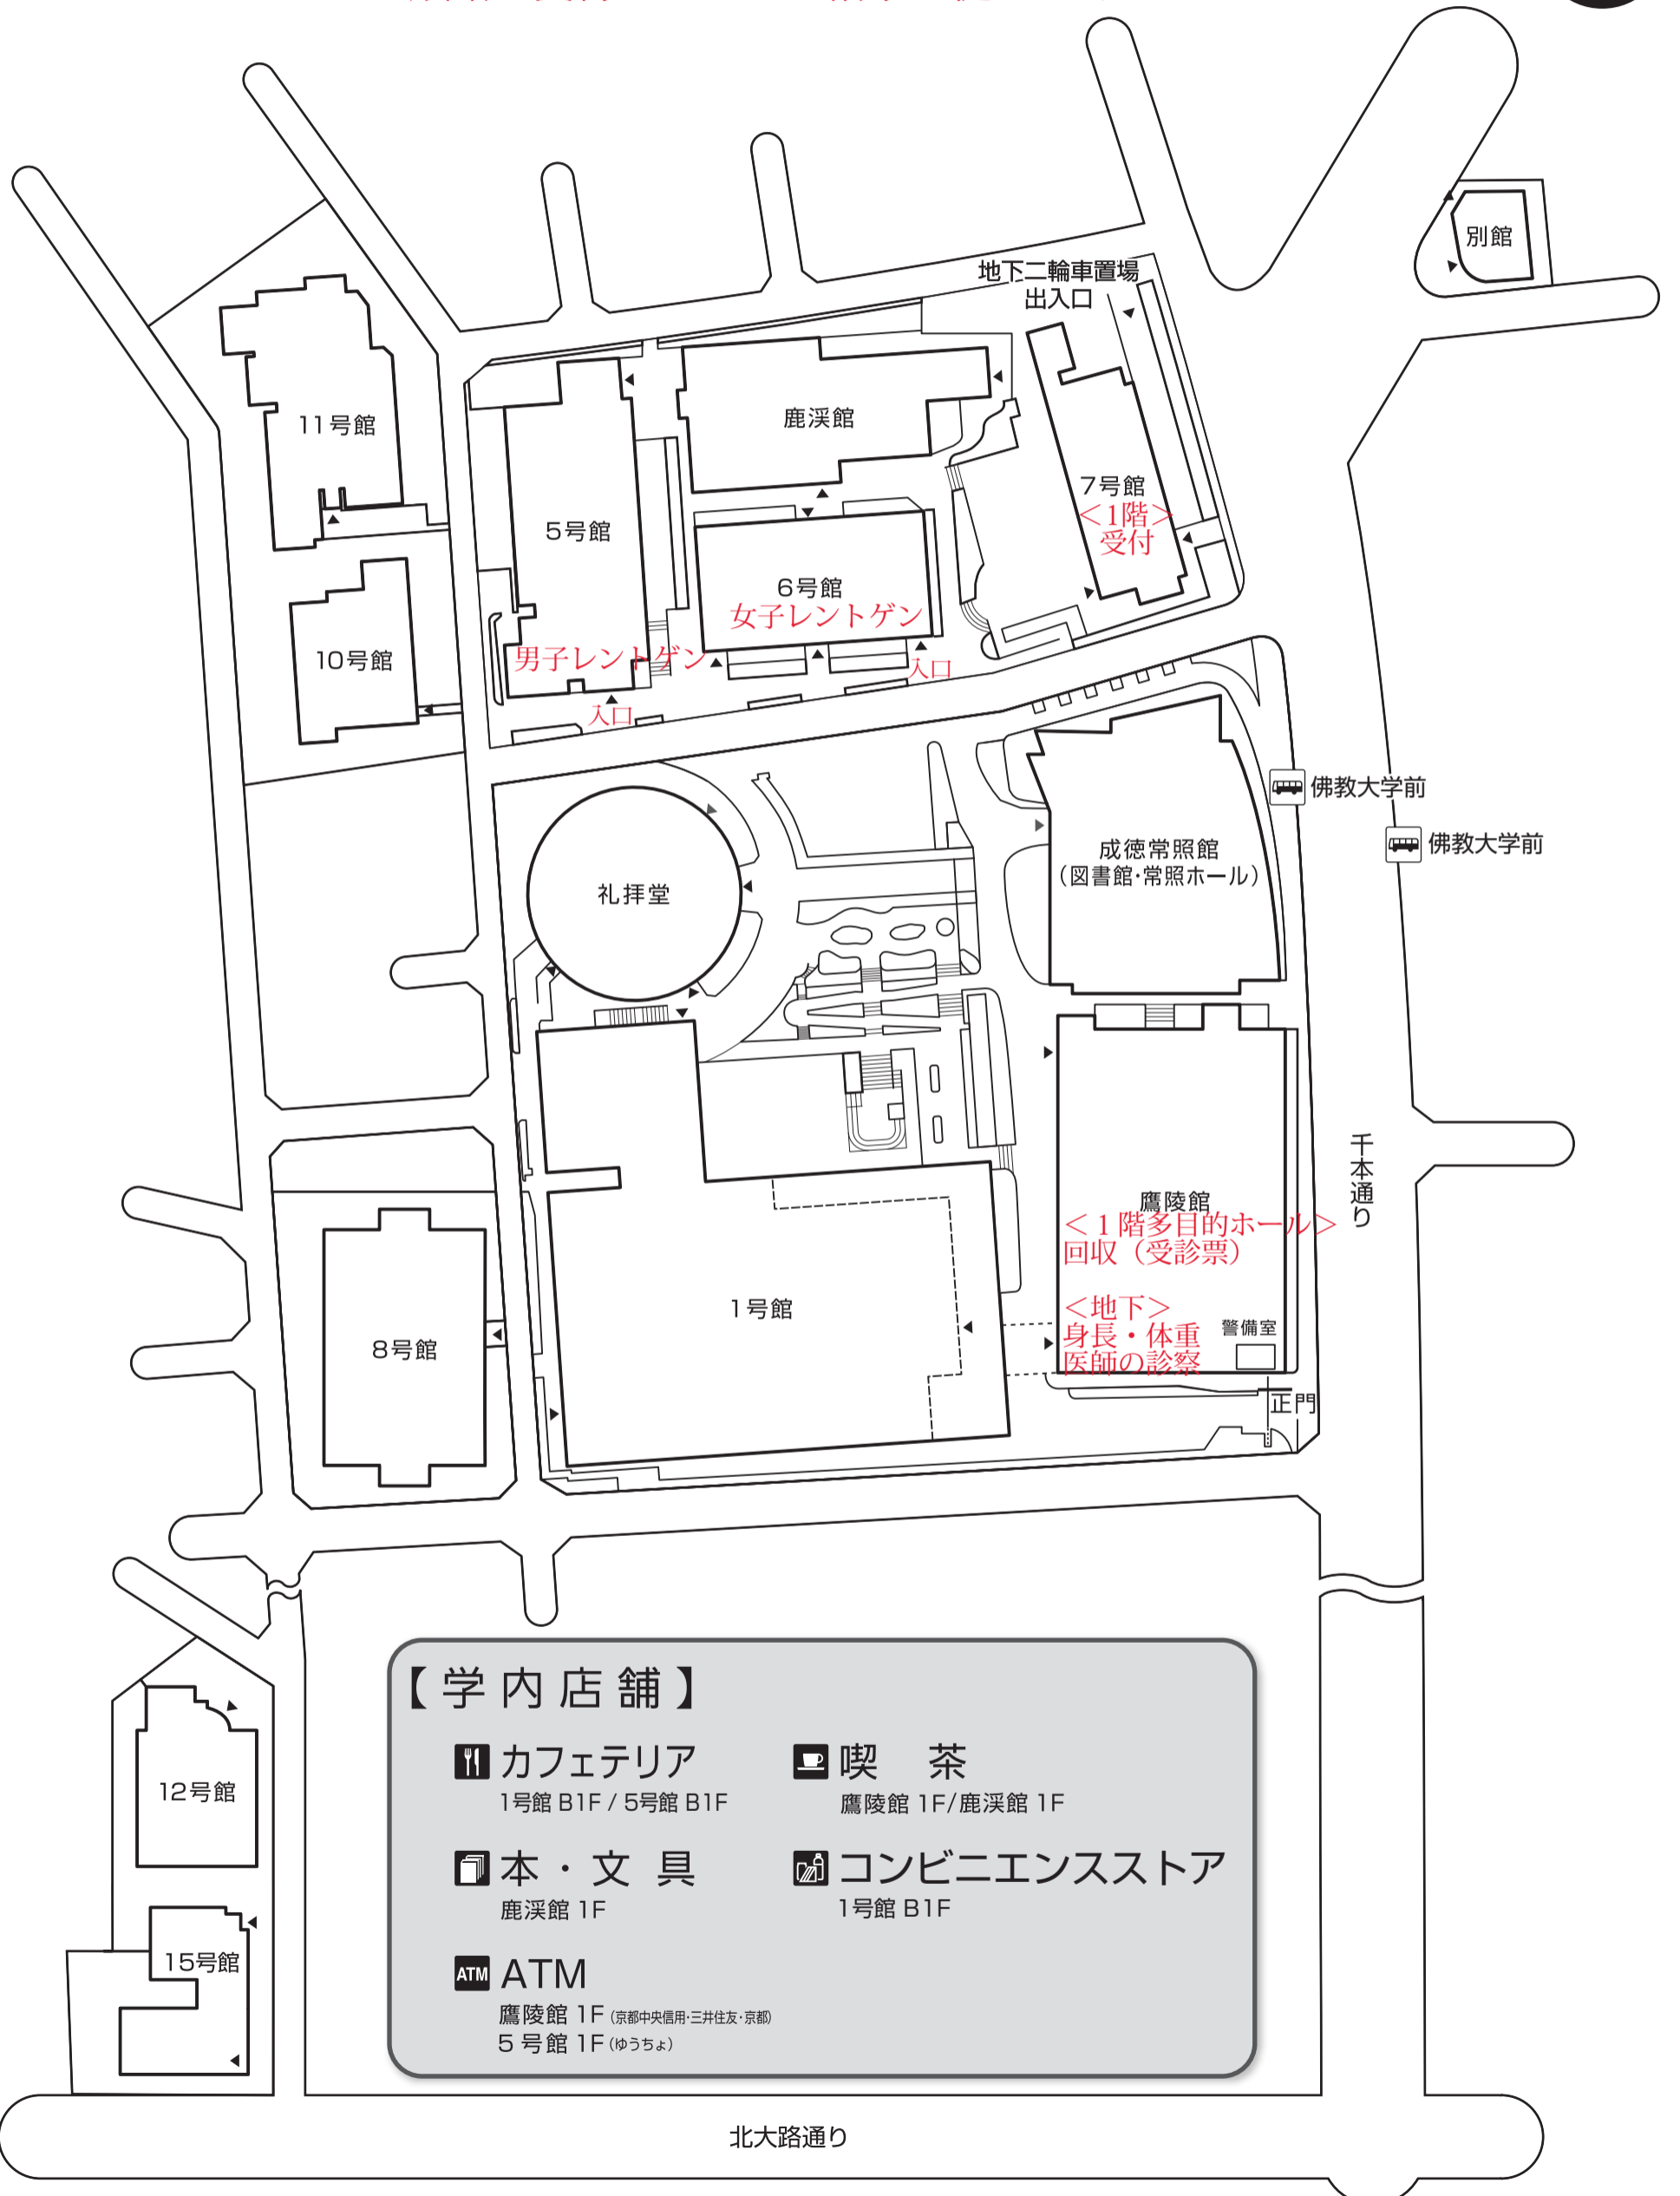 別館
地下二輪車置場
出入口
11号館
鹿渓館
7号館
＜1階＞
受付
5号館
6号館
女子レントゲン
10号館
男子レントゲン
入口
入口
佛教大学前
佛教大学前
成徳常照館
（図書館・常照ホール）
礼拝堂
千本通り
鷹陵館
＜１階多目的ホール＞
回収（受診票）
＜地下＞
身長・体重
医師の診察
警備室
1号館
8号館
正門
【学内店舗】
カフェテリア
1号館 B1F / 5号館 B1F
喫　茶
鷹陵館 1F/鹿渓館 1F
本・文具
鹿渓館 1F
コンビニエンスストア
1号館 B1F
ATM ATM
鷹陵館 1F（京都中央信用・三井住友・京都）
5 号館 1F（ゆうちょ）
12号館
15号館
北大路通り